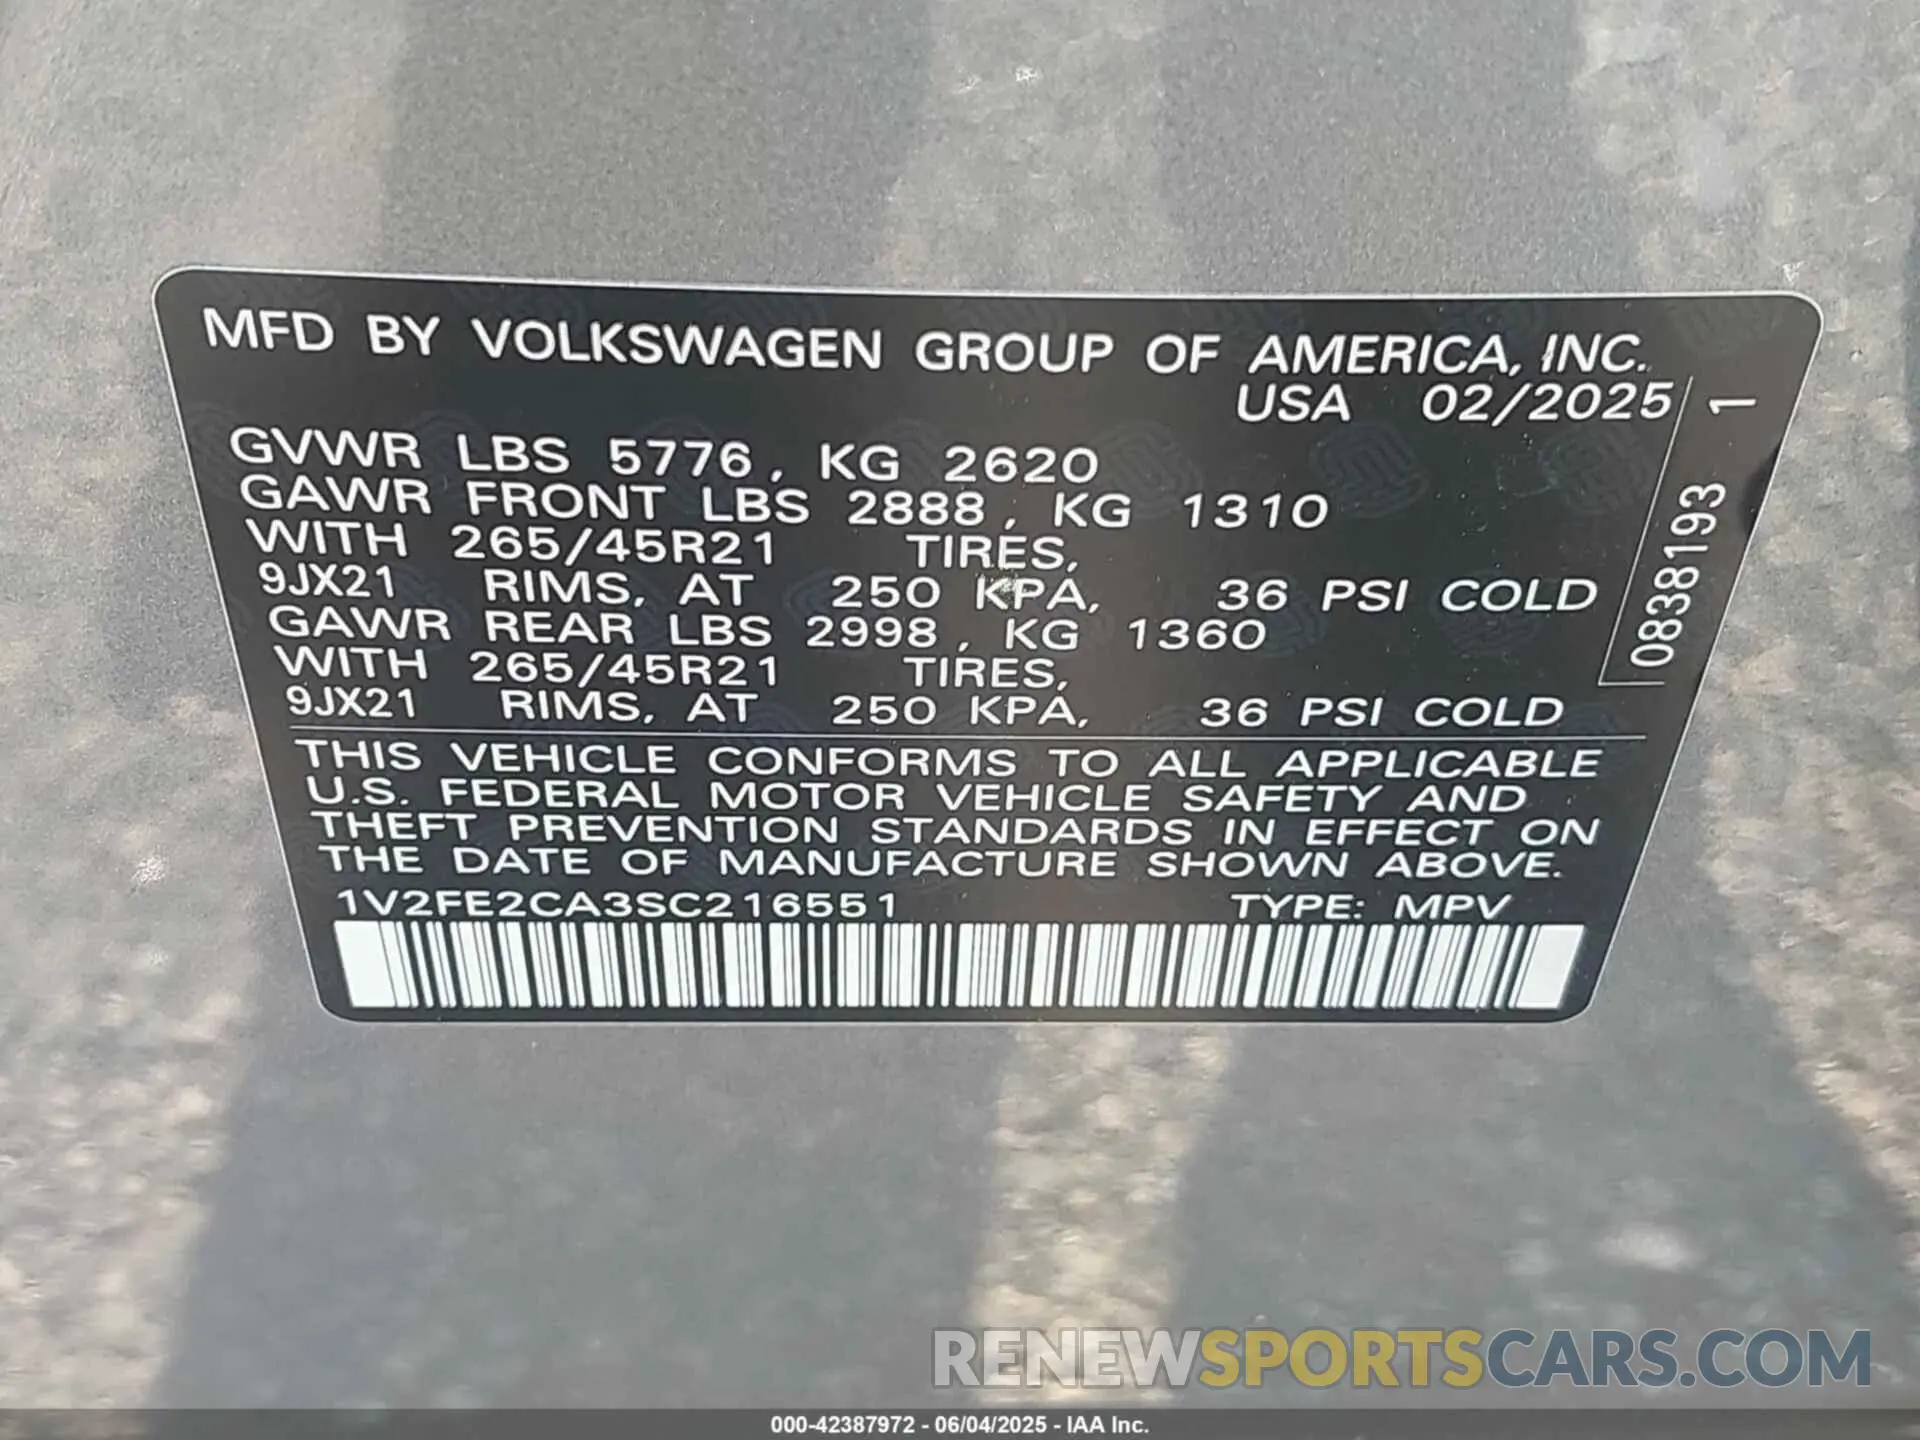 MFD BY VOLKSWAGEN GROUP OF AMERICA, INC.
USA 02/2025
GVWR LBS 5776, KG 2620
GAWR FRONT LBS 2888, KG 1310
WITH 265/45R21 TIRES,
9JX21 RIMS, AT 250 KPA, 36 PSI COLD
GAWR REAR LBS 2998, KG 1360
WITH 265/45R21 TIRES,
9JX21 RIMS, AT 250 KPA, 36 PSI COLD
0838193 1
THIS VEHICLE CONFORMS TO ALL APPLICABLE
U.S. FEDERAL MOTOR VEHICLE SAFETY AND
THEFT PREVENTION STANDARDS IN EFFECT ON
THE DATE OF MANUFACTURE SHOWN ABOVE.
1V2FE2CA3SC216551 TYPE: MPV
RENEWSPORTSCARS.COM
000-42387972 - 06/04/2025 - IAA Inc.